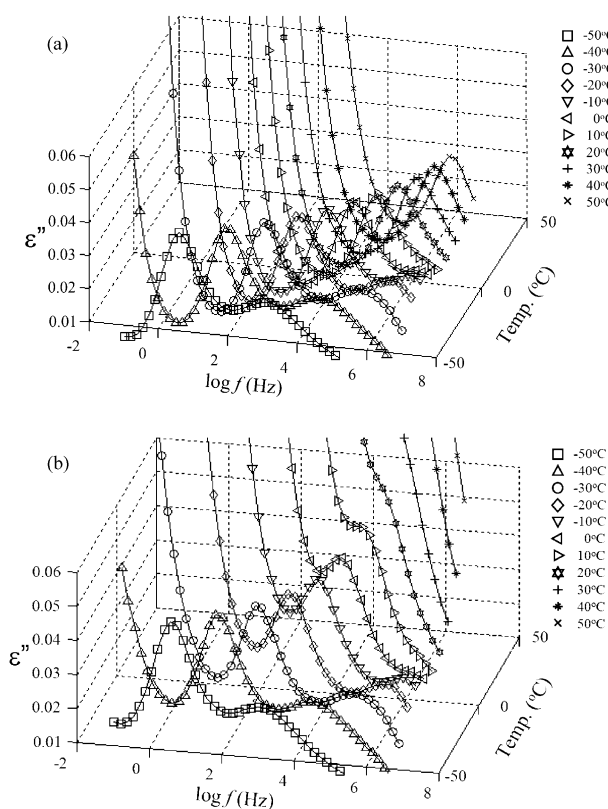 (a)
-50°C
-40°C
-30°C
-20°C
-10°C
0°C
10°C
20°C
30°C
40°C
50°C
0.06
0.05
0.04
0.03
0.02
0.01
ε”
-2
0
2
4
6
8
log f (Hz)
-50
0
50
Temp. (°C)
(b)
-50°C
-40°C
-30°C
-20°C
-10°C
0°C
10°C
20°C
30°C
40°C
50°C
0.06
0.05
0.04
0.03
0.02
0.01
ε”
-2
0
2
4
6
8
log f (Hz)
-50
0
50
Temp. (°C)